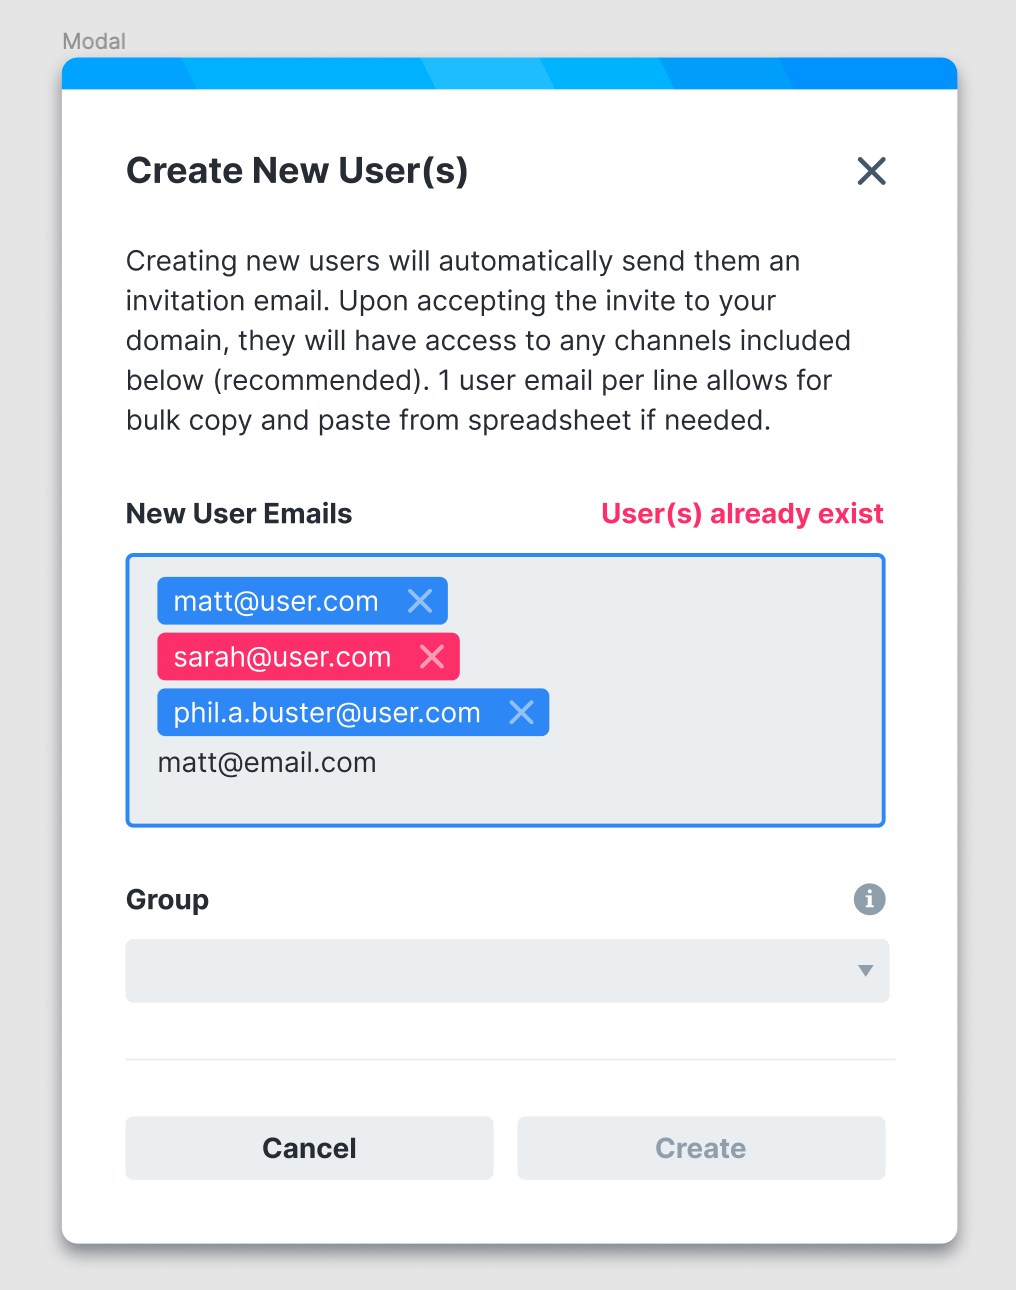 Modal
Create New User(s)
Creating new users will automatically send them an
invitation email. Upon accepting the invite to your
domain, they will have access to any channels included
below (recommended). 1 user email per line allows for
bulk copy and paste from spreadsheet if needed.
New User Emails
User(s) already exist
matt@user.com
sarah@user.com
phil.a.buster@user.com
matt@email.com
Group
Cancel
Create